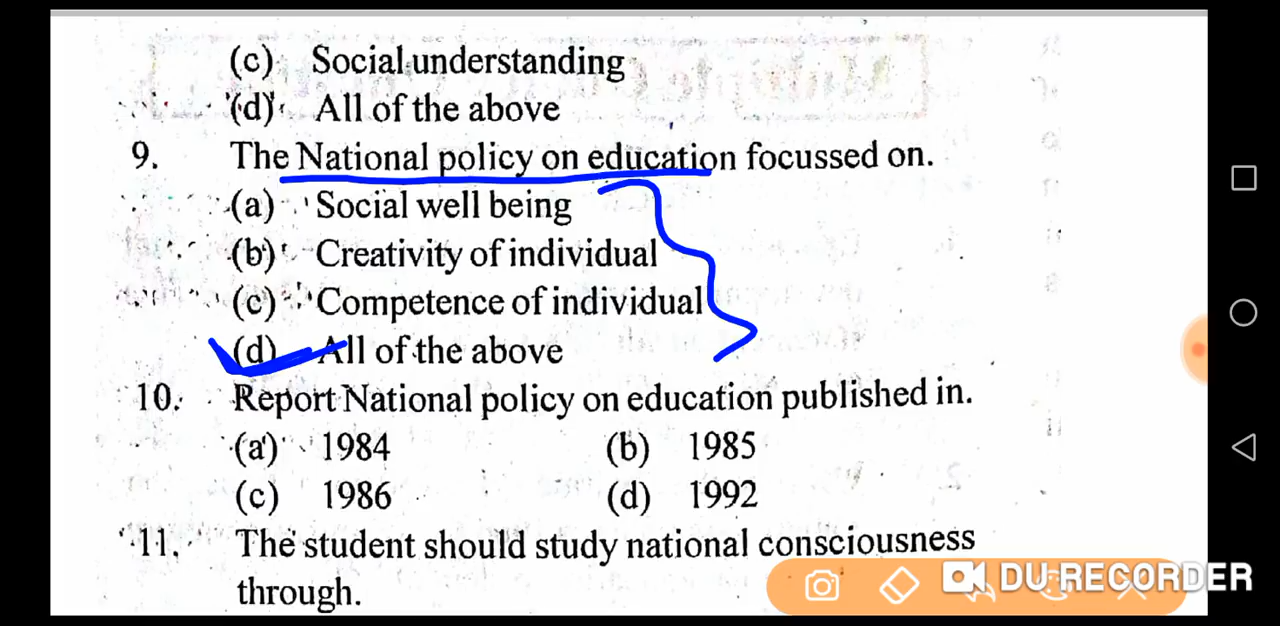 (c) Social understanding
(d) All of the above
9. The National policy on education focussed on.
(a) Social well being
(b) Creativity of individual
(c) Competence of individual
(d) All of the above
10. Report National policy on education published in.
(a) 1984 (b) 1985
(c) 1986 (d) 1992
11. The student should study national consciousness
through.
DU RECORDER